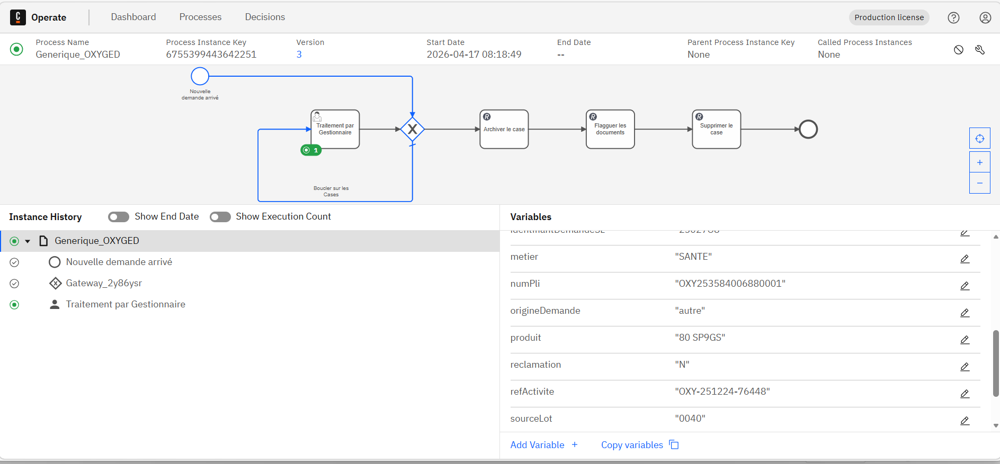 C Operate Dashboard Processes Decisions Production license
Process Name Process Instance Key Version Start Date End Date Parent Process Instance Key Called Process Instances
Generique_OXYGED 6755399443642251 3 2026-04-17 08:18:49 -- None None
Nouvelle
demande arrivé
Traitement par
Gestionnaire
1
X
R
Archiver le case
R
Flagguer les
documents
R
Supprimer le
case
Boucler sur les
Cases
Instance History Show End Date Show Execution Count
Generique_OXYGED
Nouvelle demande arrivé
Gateway_2y86ysr
Traitement par Gestionnaire
Variables
metier "SANTE"
numPli "OXY253584006880001"
origineDemande "autre"
produit "80 SP9GS"
reclamation "N"
refActivite "OXY-251224-76448"
sourceLot "0040"
Add Variable + Copy variables